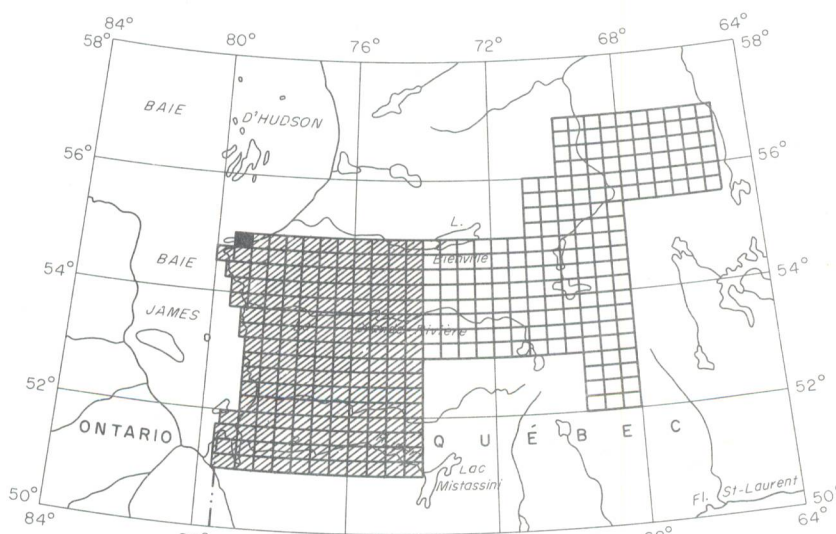 84° 80° 76° 72° 68° 64°
58° 58°
BAIE
D'HUDSON
56° 56°
L.
Bienville
BAIE
54° 54°
JAMES
Rivière
52° 52°
ONTARIO
Q U É B E C
Lac
Mistassini
Fl. St-Laurent
50° 50°
84° 64°